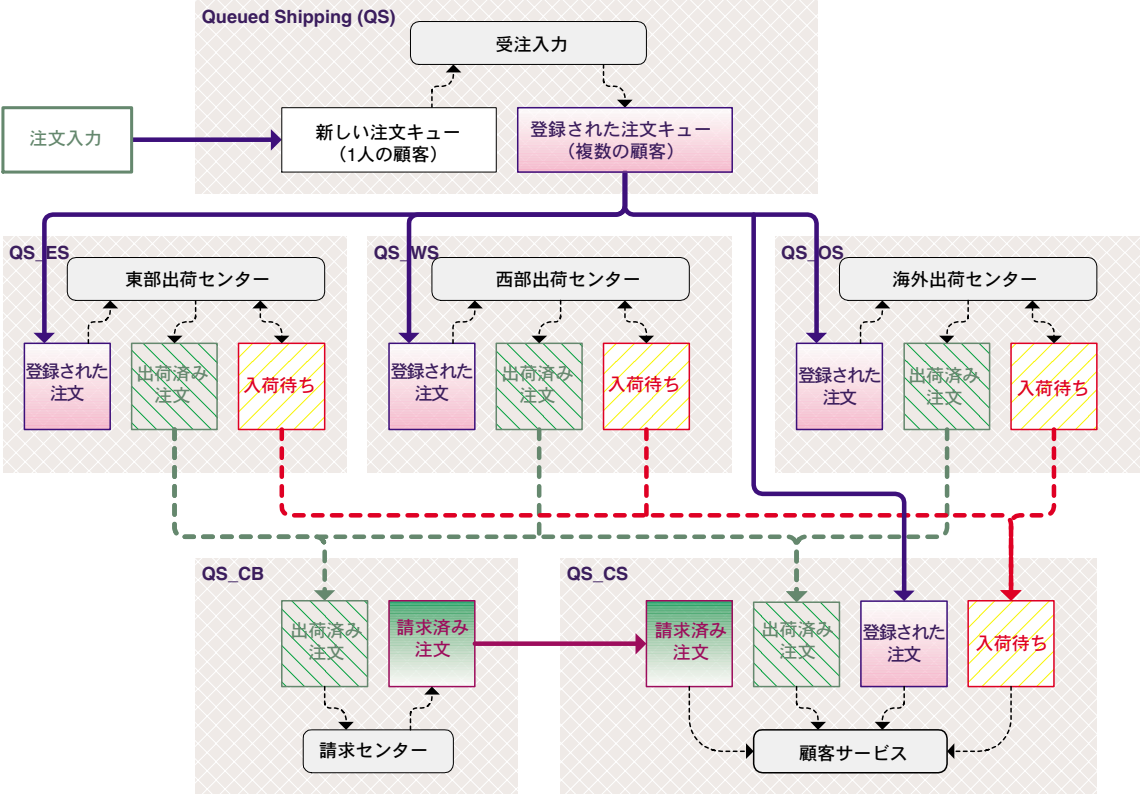 Queued Shipping (QS)
受注入力
注文入力
新しい注文キュー
（1人の顧客）
登録された注文キュー
（複数の顧客）
QS_ES
東部出荷センター
登録された
注文
出荷済み
注文
入荷待ち
QS_WS
西部出荷センター
登録された
注文
出荷済み
注文
入荷待ち
QS_OS
海外出荷センター
登録された
注文
出荷済み
注文
入荷待ち
QS_CB
出荷済み
注文
請求済み
注文
請求センター
QS_CS
請求済み
注文
出荷済み
注文
登録された
注文
入荷待ち
顧客サービス